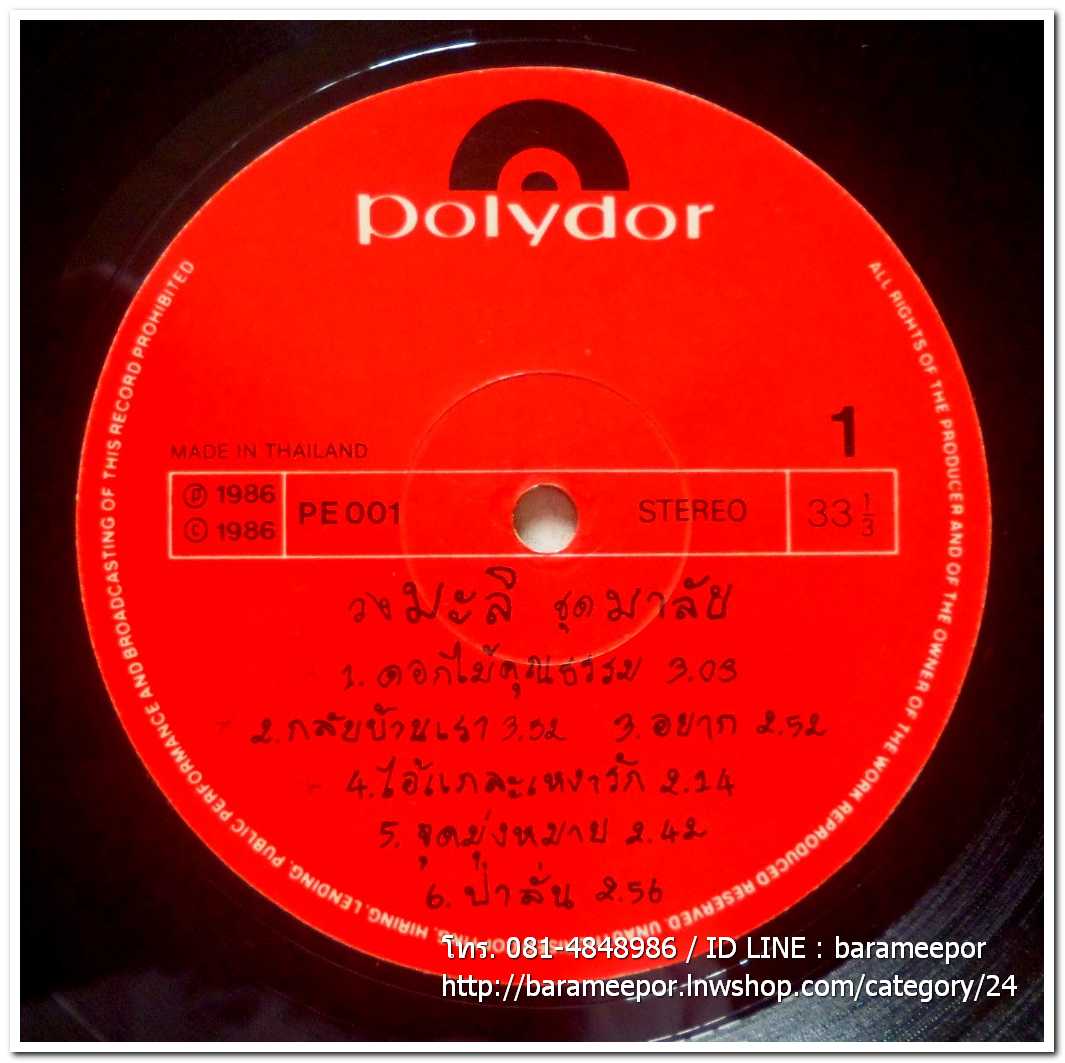 polydor
1
MADE IN THAILAND
Ⓟ 1986
© 1986
PE 001
STEREO
33 1/3
วงมะลิ ชุด มาลัย
1. ดอกไม้คุณธรรม 3.03
2. กลับบ้านเรา 3.52 3. อยาก 2.52
4. ไอ้แกละเหงารัก 2.14
5. จุดมุ่งหมาย 2.42
6. ป่าลั่น 2.56
ALL RIGHTS OF THE PRODUCER AND OF THE OWNER OF THE WORK REPRODUCED RESERVED. HIRING, LENDING, PUBLIC PERFORMANCE AND BROADCASTING OF THIS RECORD PROHIBITED
โทร. 081-4848986 / ID LINE : barameepor
http://barameepor.lnwshop.com/category/24